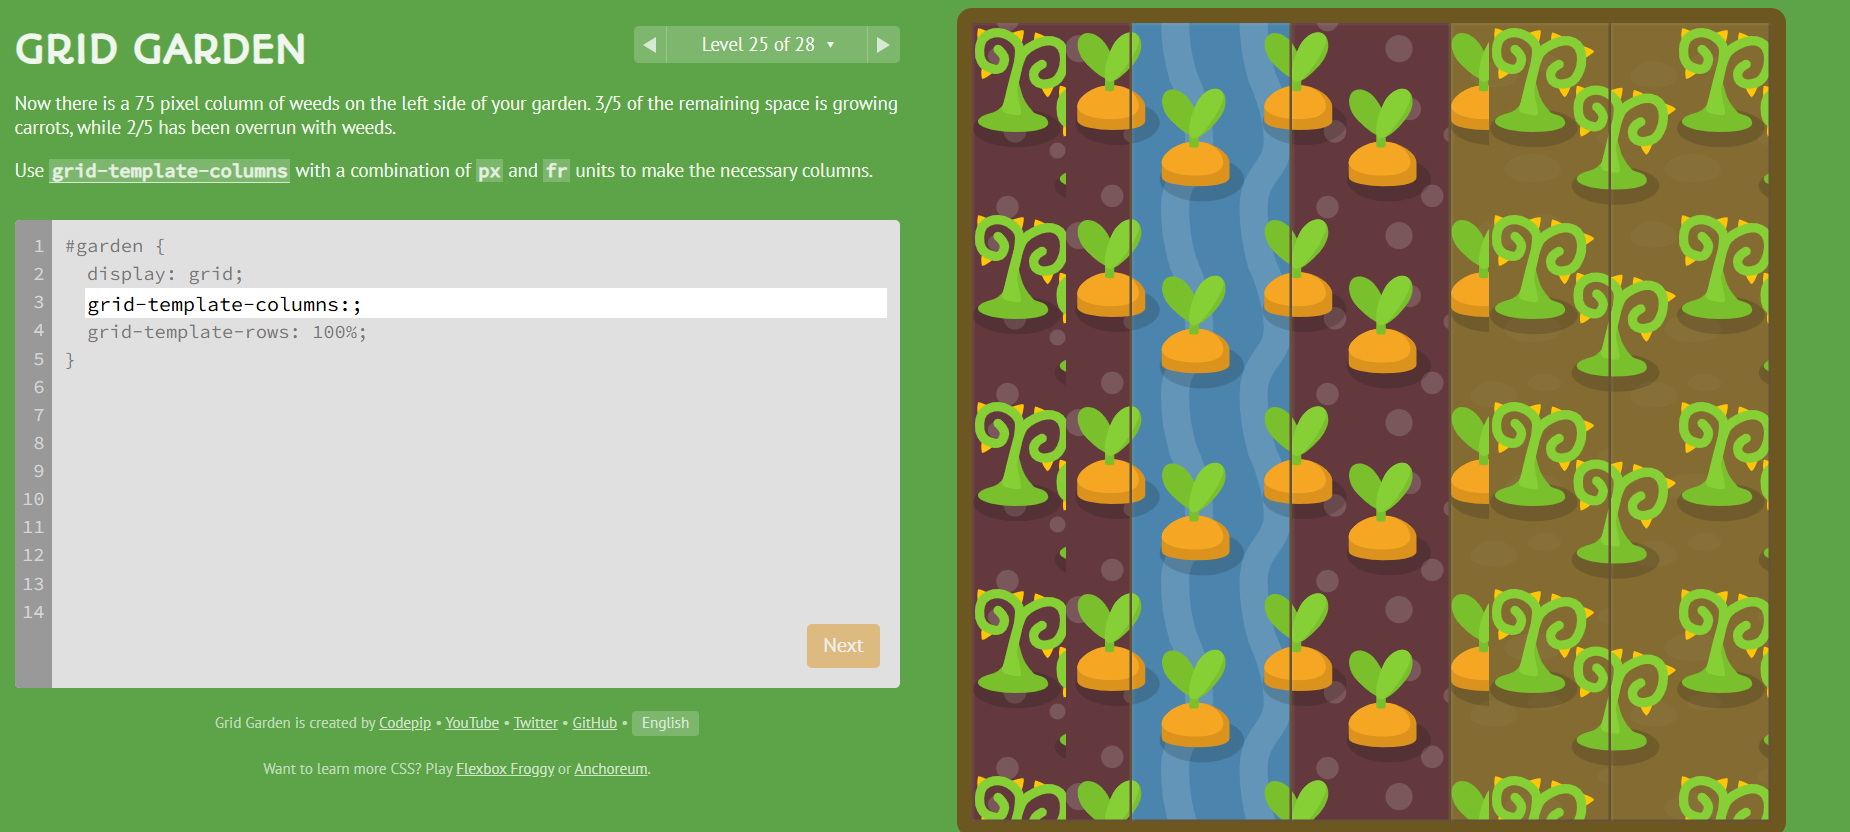 GRID GARDEN
◀ Level 25 of 28 ▾ ▶
Now there is a 75 pixel column of weeds on the left side of your garden. 3/5 of the remaining space is growing
carrots, while 2/5 has been overrun with weeds.
Use grid-template-columns with a combination of px and fr units to make the necessary columns.
1 #garden {
2 display: grid;
3 grid-template-columns:;
4 grid-template-rows: 100%;
5 }
6
7
8
9
10
11
12
13
14
Next
Grid Garden is created by Codepip • YouTube • Twitter • GitHub • English
Want to learn more CSS? Play Flexbox Froggy or Anchoreum.